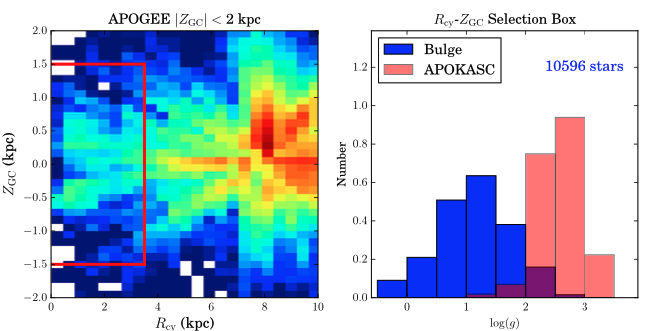 APOGEE |Z_GC| < 2 kpc
2.0
1.5
1.0
0.5
0.0
−0.5
−1.0
−1.5
−2.0
Z_GC (kpc)
0 2 4 6 8 10
R_cy (kpc)
R_cy-Z_GC Selection Box
Bulge
APOKASC
10596 stars
1.2
1.0
0.8
0.6
0.4
0.2
0.0
Number
0 1 2 3
log(g)